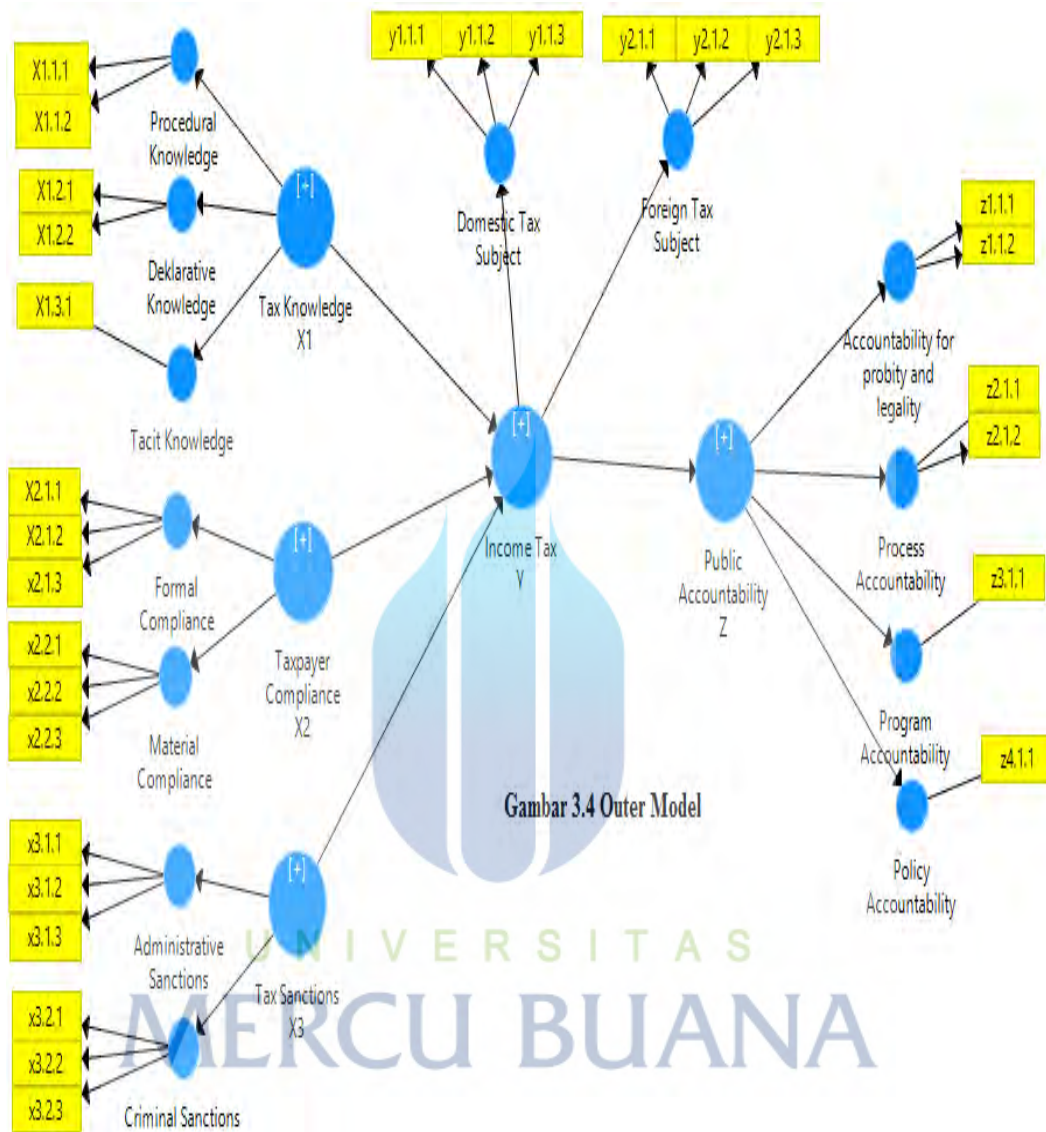 X1.1.1
X1.1.2
Procedural
Knowledge
X1.2.1
X1.2.2
Deklarative
Knowledge
X1.3.1
Tacit Knowledge
[+]
Tax Knowledge
X1
y1.1.1
y1.1.2
y1.1.3
Domestic Tax
Subject
y2.1.1
y2.1.2
y2.1.3
Foreign Tax
Subject
X2.1.1
X2.1.2
x2.1.3
Formal
Compliance
x2.2.1
x2.2.2
x2.2.3
Material
Compliance
[+]
Taxpayer
Compliance
X2
[+]
Income Tax
Y
[+]
Public
Accountability
Z
z1.1.1
z1.1.2
Accountability for
probity and
legality
z2.1.1
z2.1.2
Process
Accountability
z3.1.1
Program
Accountability
z4.1.1
Policy
Accountability
Gambar 3.4 Outer Model
x3.1.1
x3.1.2
x3.1.3
Administrative
Sanctions
x3.2.1
x3.2.2
x3.2.3
Criminal Sanctions
[+]
Tax Sanctions
X3
UNIVERSITAS
MERCU BUANA